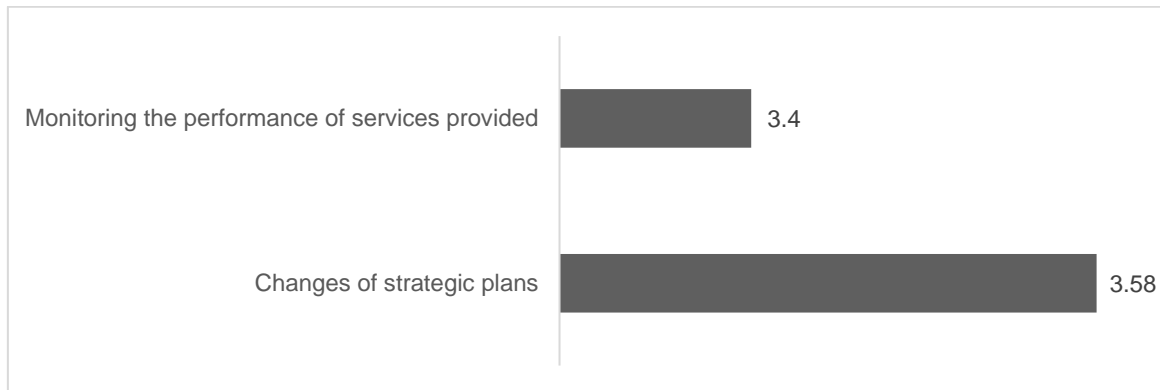 Monitoring the performance of services provided
3.4
Changes of strategic plans
3.58